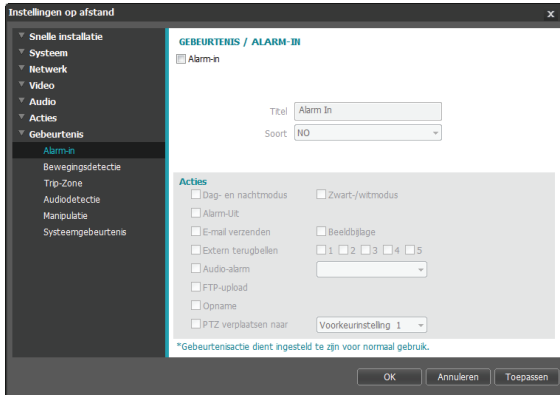 Instellingen op afstand
x
Snelle installatie
Systeem
Netwerk
Video
Audio
Acties
Gebeurtenis
Alarm-in
Bewegingsdetectie
Trip-Zone
Audiodetectie
Manipulatie
Systeemgebeurtenis
GEBEURTENIS / ALARM-IN
Alarm-in
Titel Alarm In
Soort NO
Acties
Dag- en nachtmodus Zwart-/witmodus
Alarm-Uit
E-mail verzenden Beeldbijlage
Extern terugbellen 1 2 3 4 5
Audio-alarm
FTP-upload
Opname
PTZ verplaatsen naar Voorkeurinstelling 1
*Gebeurtenisactie dient ingesteld te zijn voor normaal gebruik.
OK Annuleren Toepassen